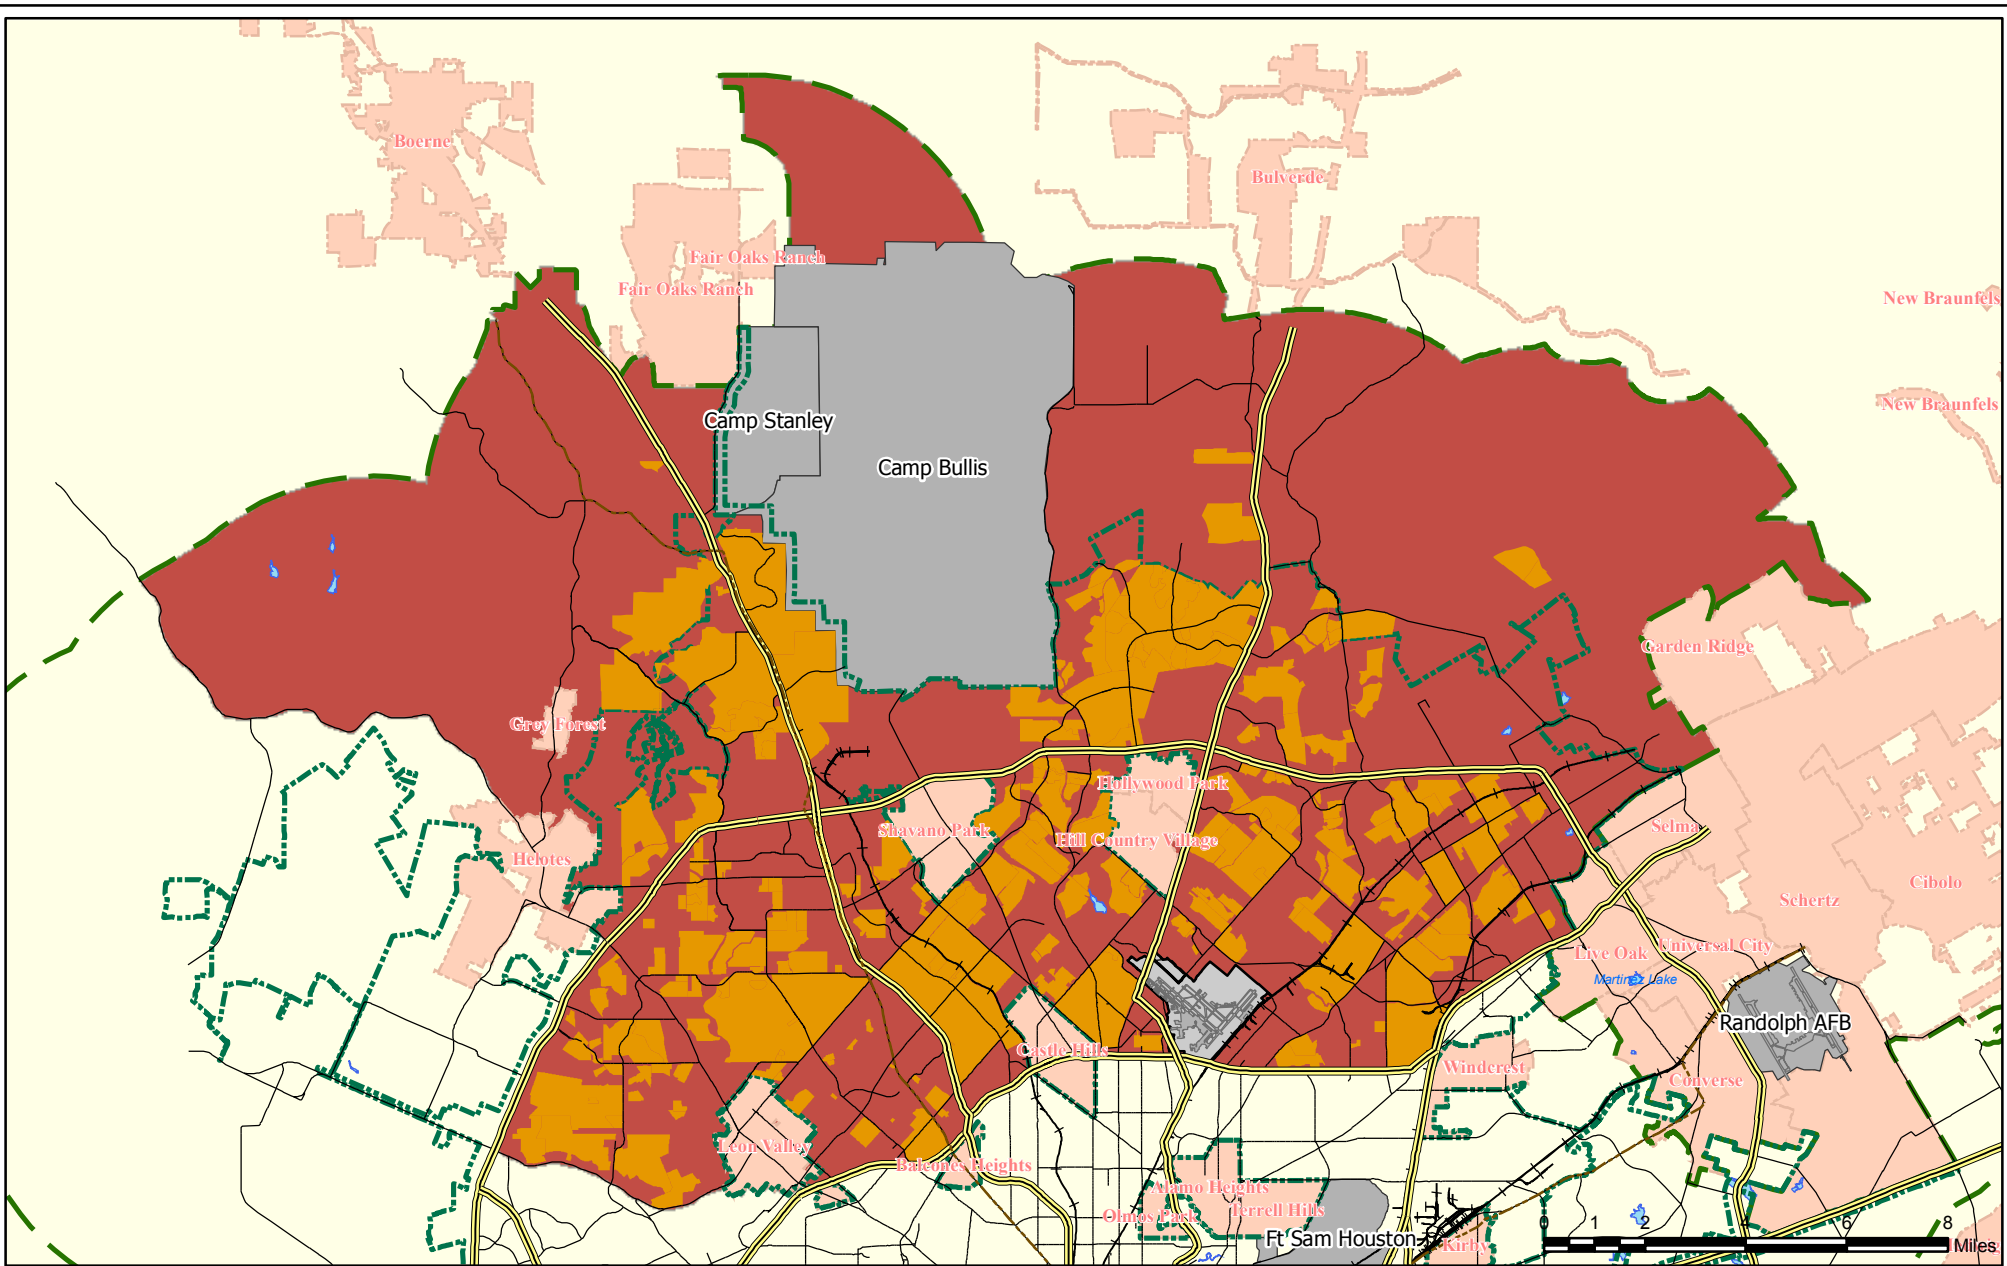 Boerne
Bulverde
Fair Oaks Ranch
Fair Oaks Ranch
New Braunfels
New Braunfels
Camp Stanley
Camp Bullis
Garden Ridge
Grey Forest
Hollywood Park
Shavano Park
Hill Country Village
Selma
Helotes
Cibolo
Schertz
Live Oak
Universal City
Martinez Lake
Randolph AFB
Castle Hills
Windcrest
Converse
Leon Valley
Balcones Heights
Alamo Heights
Terrell Hills
Olmos Park
Ft Sam Houston
Kirby
0 1 2 4 6 8
Miles